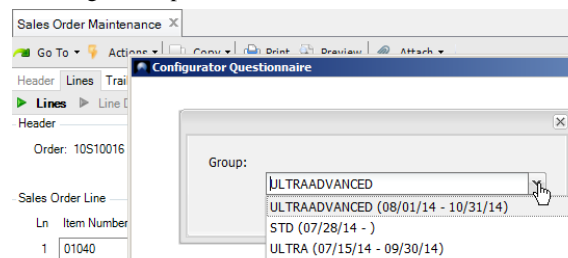 Sales Order Maintenance
Go To Actions Copy Print Preview Attach
Configurator Questionnaire
Header Lines Trai
Lines Line D
Header
Order: 10S10016
Group:
ULTRAADVANCED
ULTRAADVANCED (08/01/14 - 10/31/14)
STD (07/28/14 - )
ULTRA (07/15/14 - 09/30/14)
Sales Order Line
Ln Item Number
1 01040